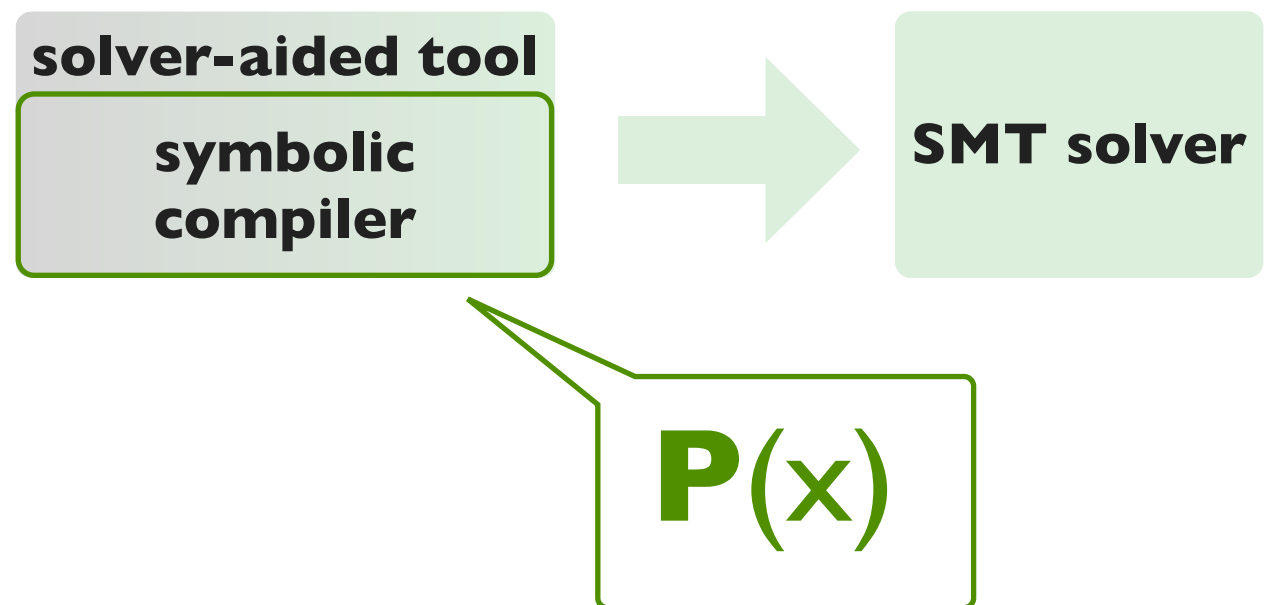 solver-aided tool
symbolic
compiler
SMT solver
P(x)